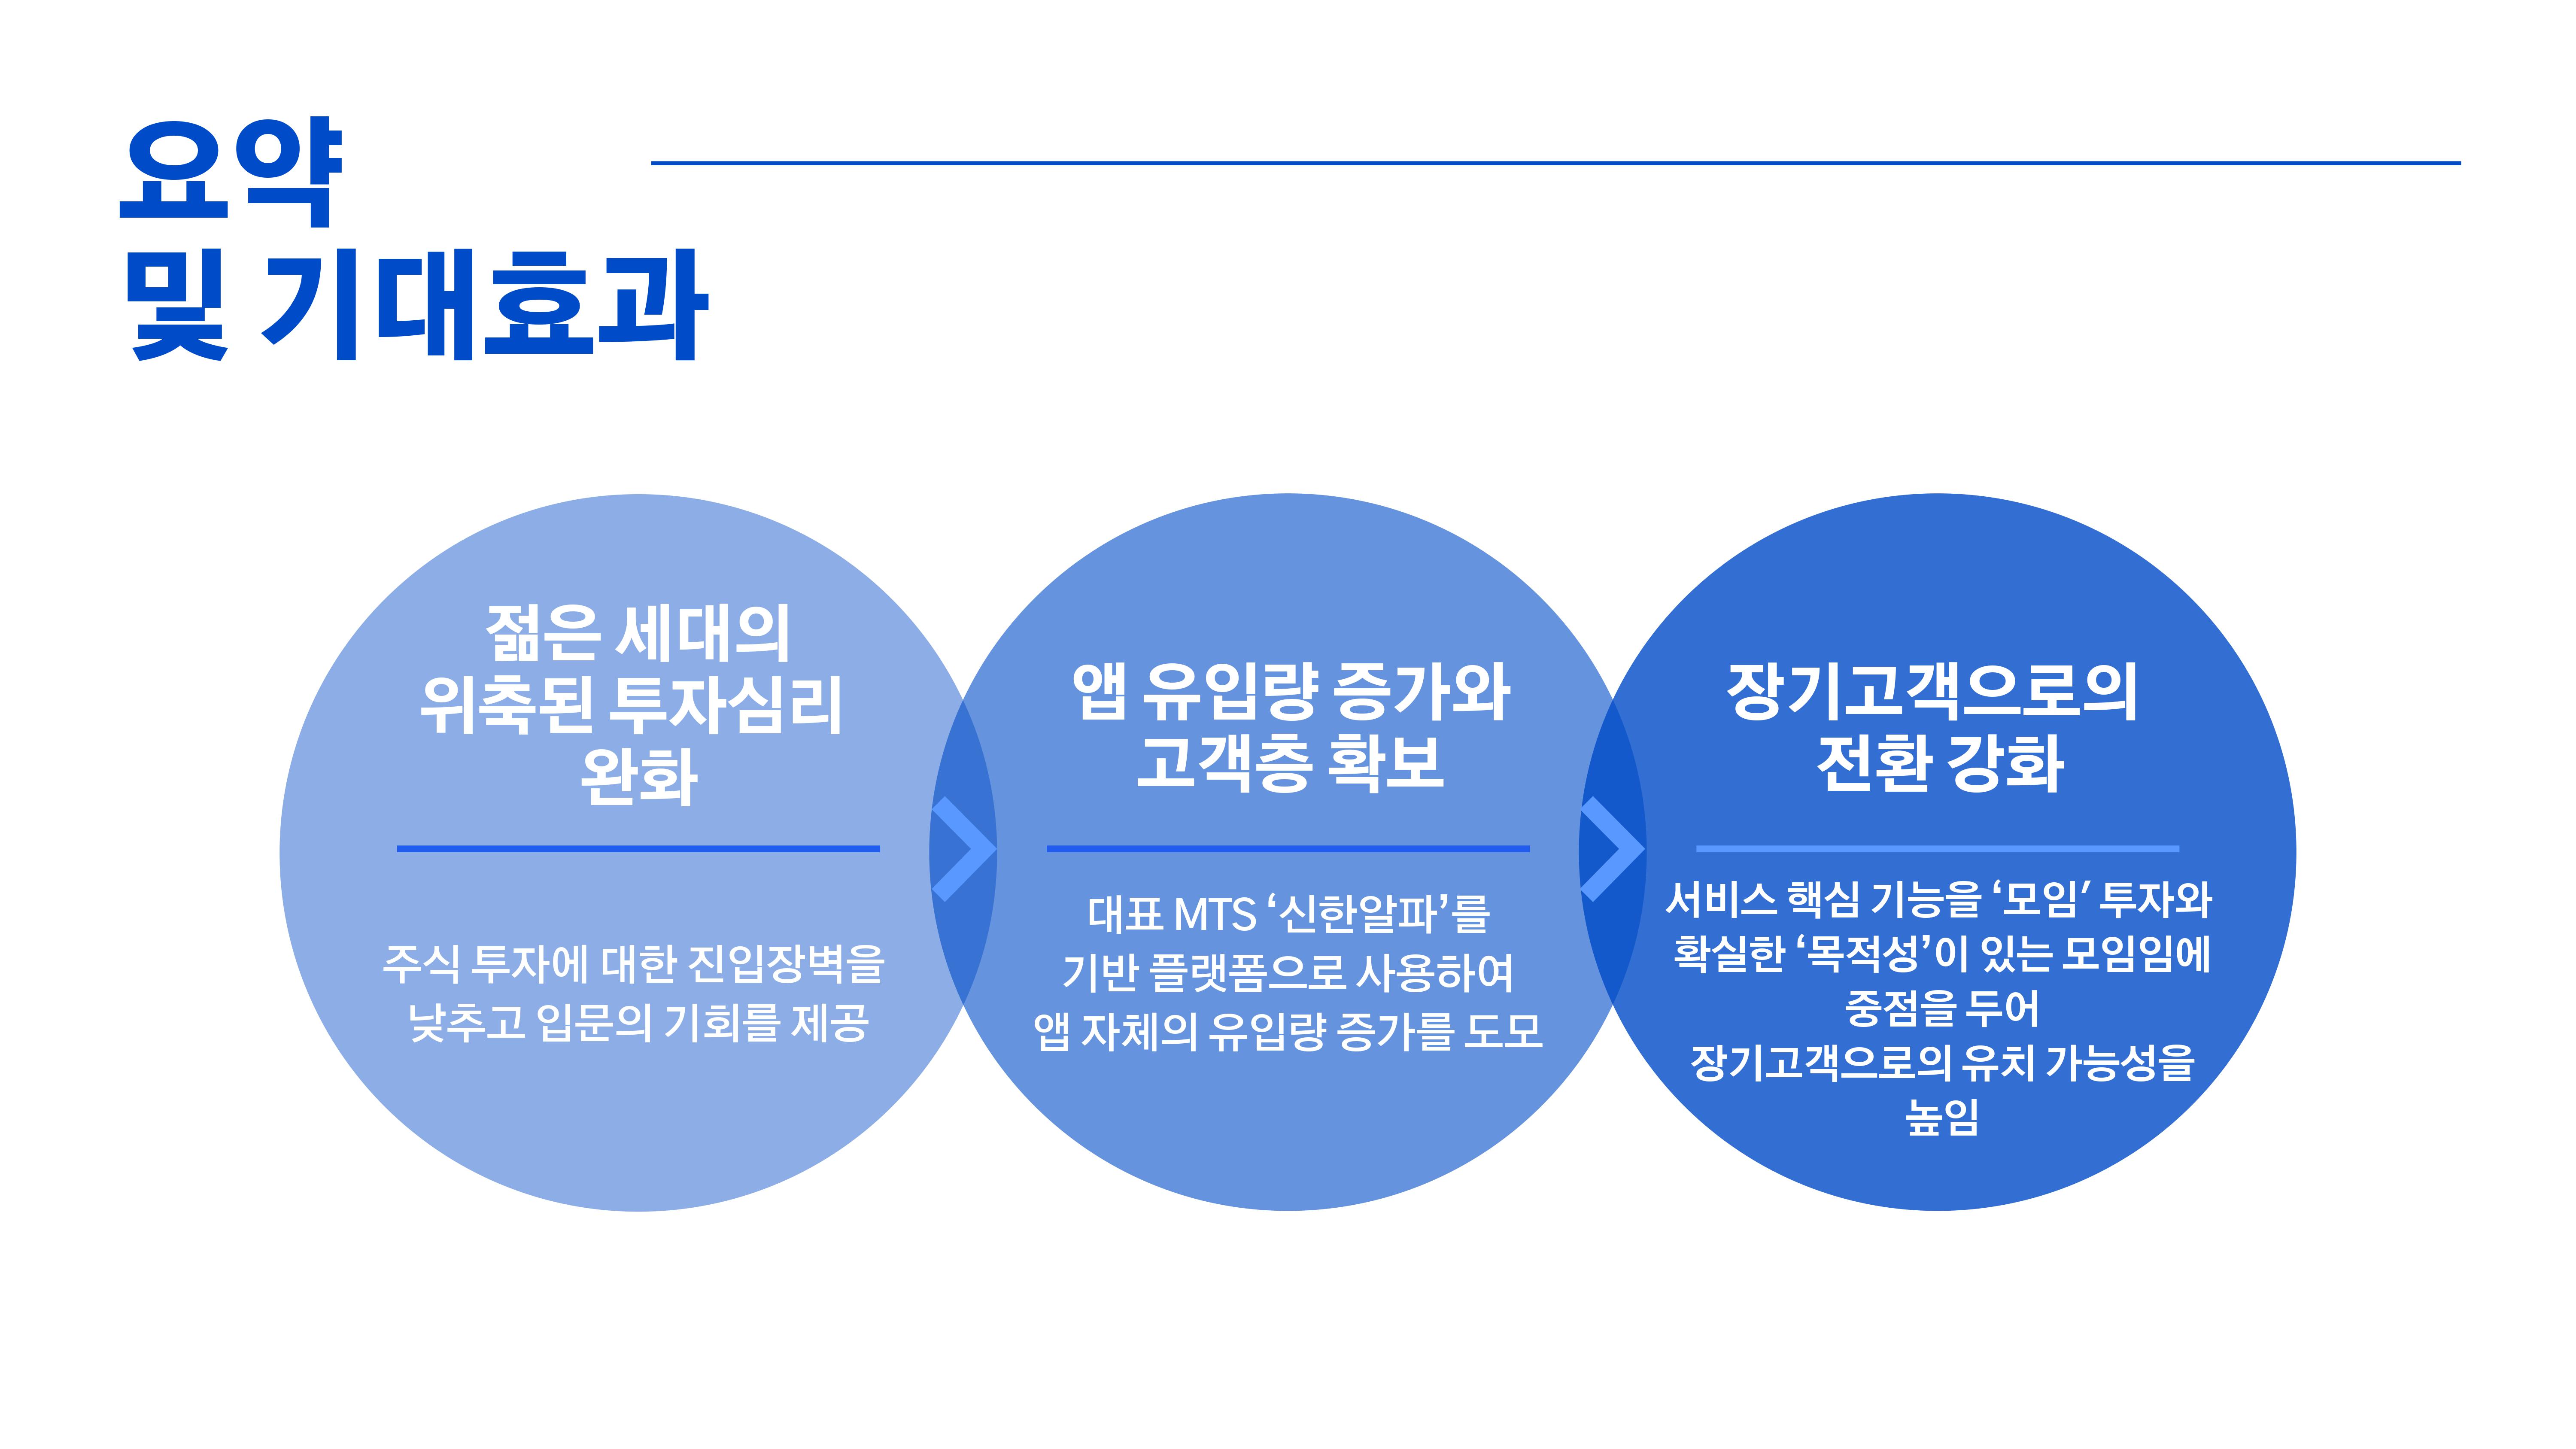 요약
및 기대효과
젊은 세대의
위축된 투자심리
완화
주식 투자에 대한 진입장벽을
낮추고 입문의 기회를 제공
앱 유입량 증가와
고객층 확보
대표 MTS ‘신한알파’를
기반 플랫폼으로 사용하여
앱 자체의 유입량 증가를 도모
장기고객으로의
전환 강화
서비스 핵심 기능을 ‘모임’ 투자와
확실한 ‘목적성’이 있는 모임임에
중점을 두어
장기고객으로의 유치 가능성을
높임